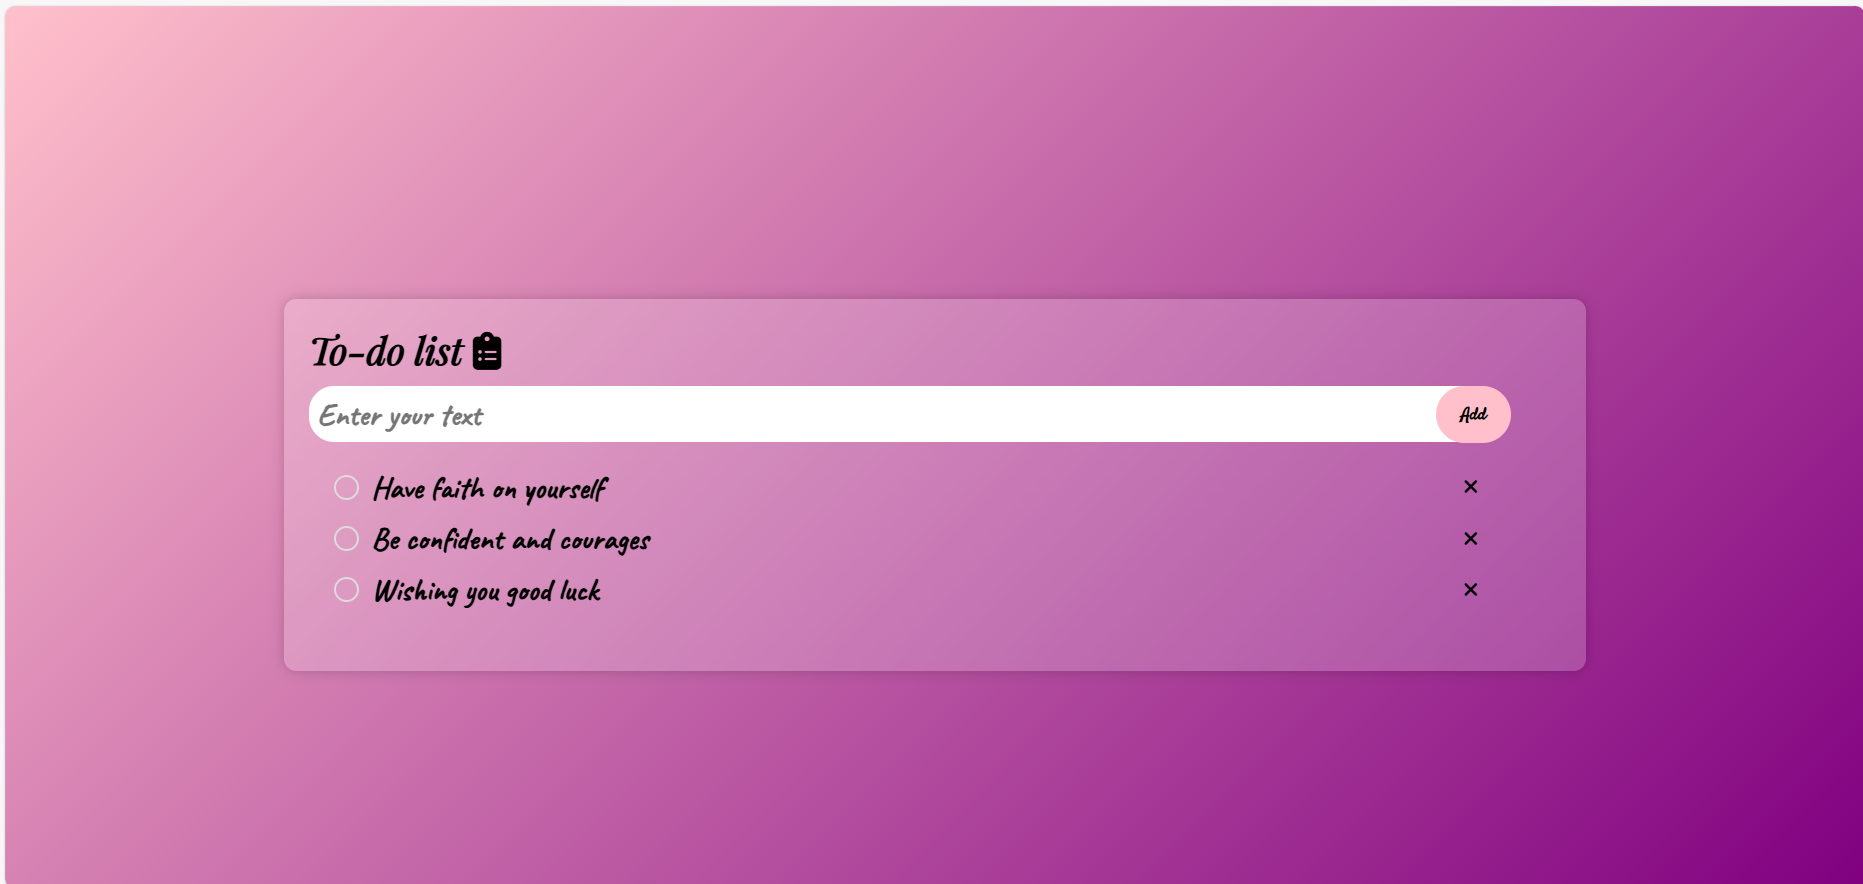 To-do list
Enter your text
Add
Have faith on yourself
Be confident and courages
Wishing you good luck